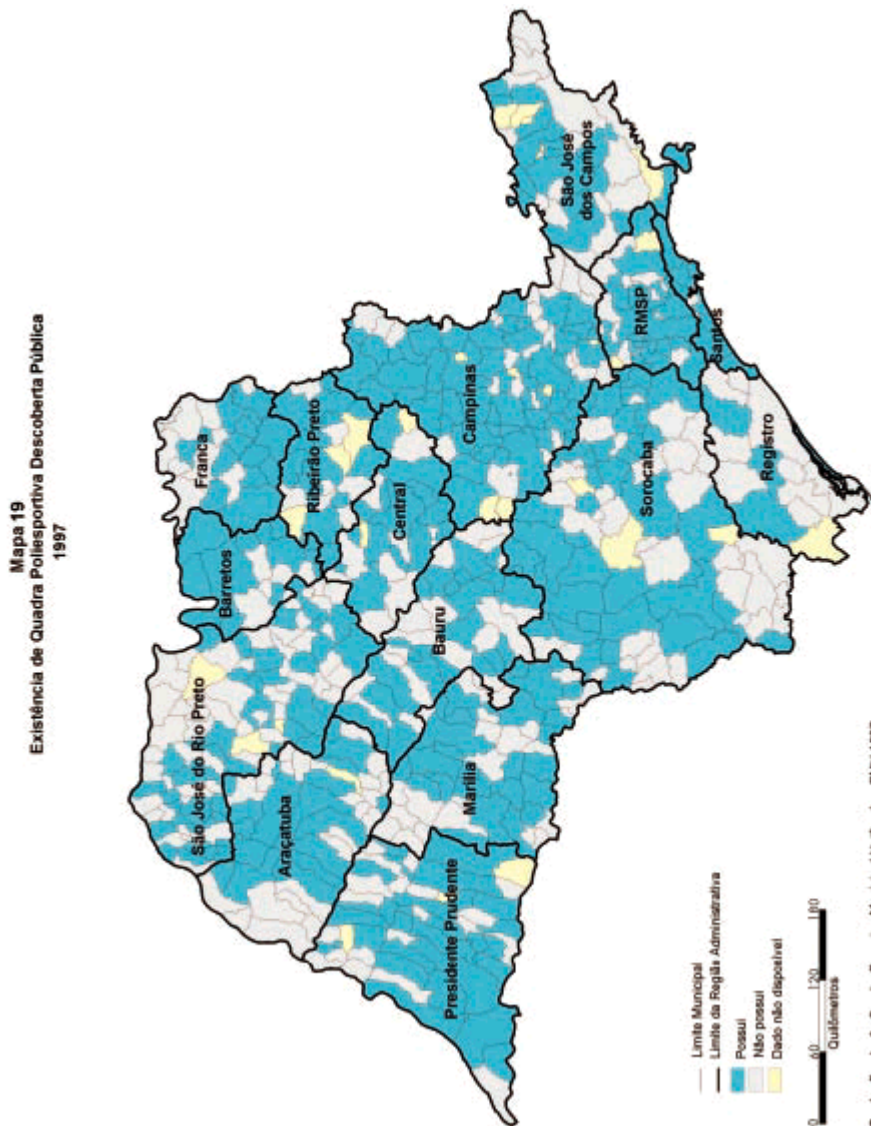 Mapa 19
Existência de Quadra Poliesportiva Descoberta Pública
1997
Franca
Barretos
Ribeirão Preto
São José do Rio Preto
Central
Araçatuba
Bauru
Campinas
São José
dos Campos
Marília
Presidente Prudente
RMSP
Santos
Sorocaba
Registro
Limite Municipal
Limite da Região Administrativa
Possui
Não possui
Dado não disponível
0 60 120 180
Quilômetros